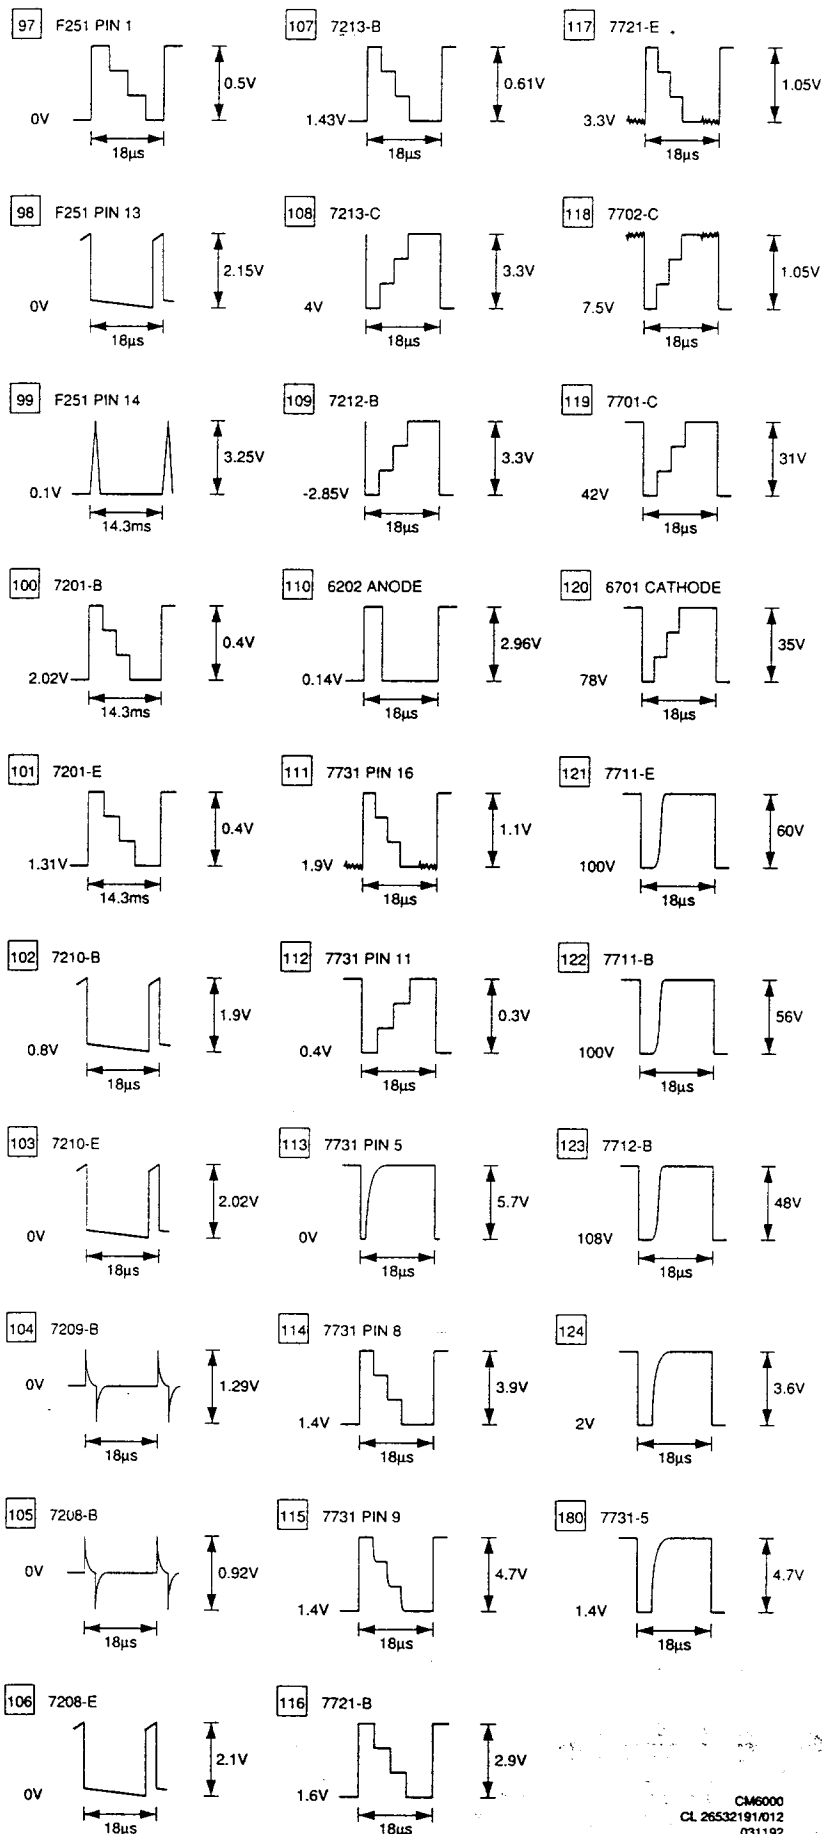 97 F251 PIN 1
0.5V
0V
18µs
98 F251 PIN 13
2.15V
0V
18µs
99 F251 PIN 14
3.25V
0.1V
14.3ms
100 7201-B
0.4V
2.02V
14.3ms
101 7201-E
0.4V
1.31V
14.3ms
102 7210-B
1.9V
0.8V
18µs
103 7210-E
2.02V
0V
18µs
104 7209-B
0V
1.29V
18µs
105 7208-B
0V
0.92V
18µs
106 7208-E
2.1V
0V
18µs
107 7213-B
0.61V
1.43V
18µs
108 7213-C
3.3V
4V
18µs
109 7212-B
3.3V
-2.85V
18µs
110 6202 ANODE
2.96V
0.14V
18µs
111 7731 PIN 16
1.1V
1.9V
18µs
112 7731 PIN 11
0.3V
0.4V
18µs
113 7731 PIN 5
5.7V
0V
18µs
114 7731 PIN 8
3.9V
1.4V
18µs
115 7731 PIN 9
4.7V
1.4V
18µs
116 7721-B
2.9V
1.6V
18µs
117 7721-E
1.05V
3.3V
18µs
118 7702-C
1.05V
7.5V
18µs
119 7701-C
31V
42V
18µs
120 6701 CATHODE
35V
78V
18µs
121 7711-E
60V
100V
18µs
122 7711-B
56V
100V
18µs
123 7712-B
48V
108V
18µs
124
3.6V
2V
18µs
180 7731-5
4.7V
1.4V
18µs
CM6000
CL 26532191/012
031192